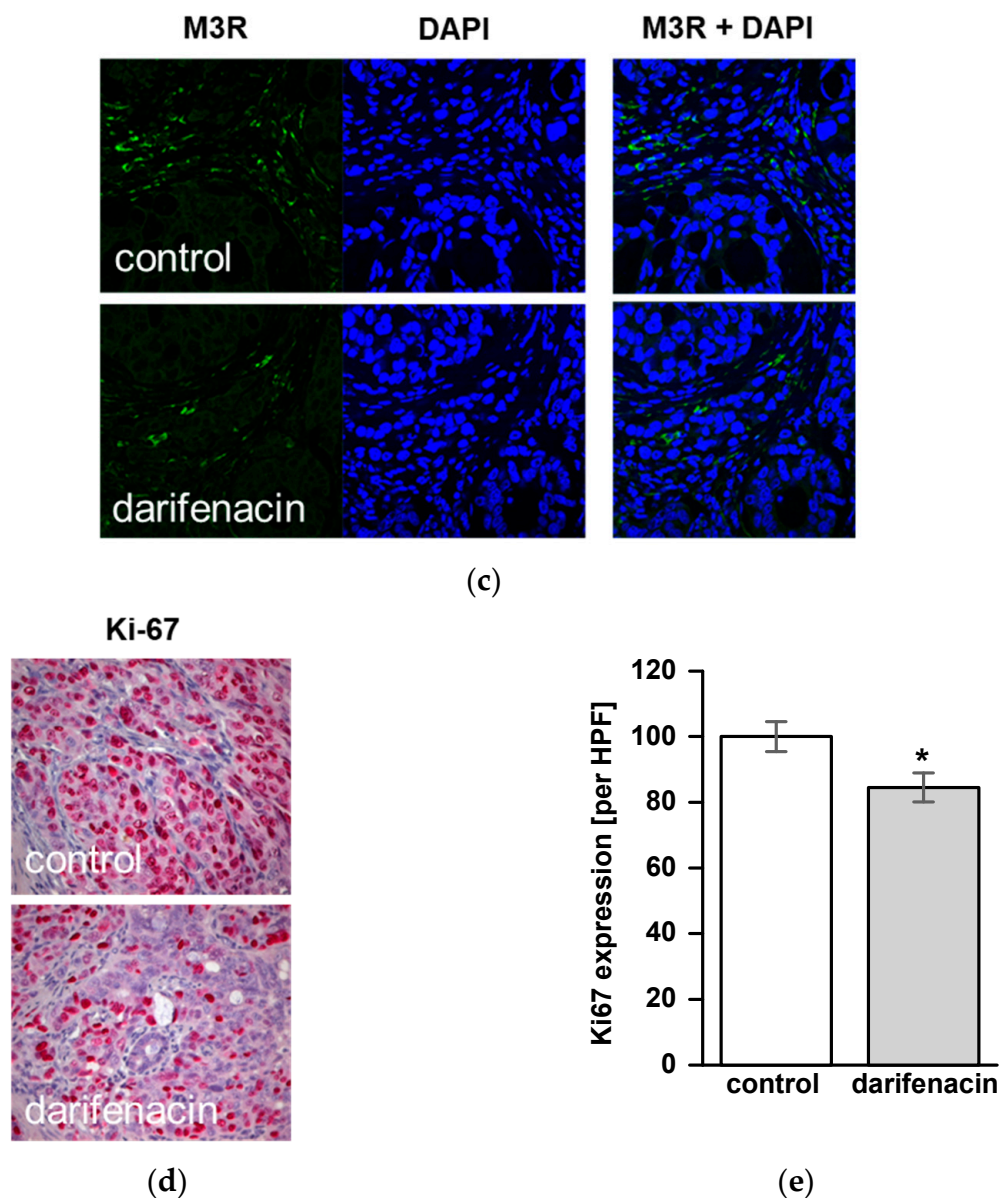 M3R DAPI M3R + DAPI
control
darifenacin
(c)
Ki-67
control
darifenacin
(d)
Ki67 expression [per HPF]
120
100
80
60
40
20
0
*
control darifenacin
(e)